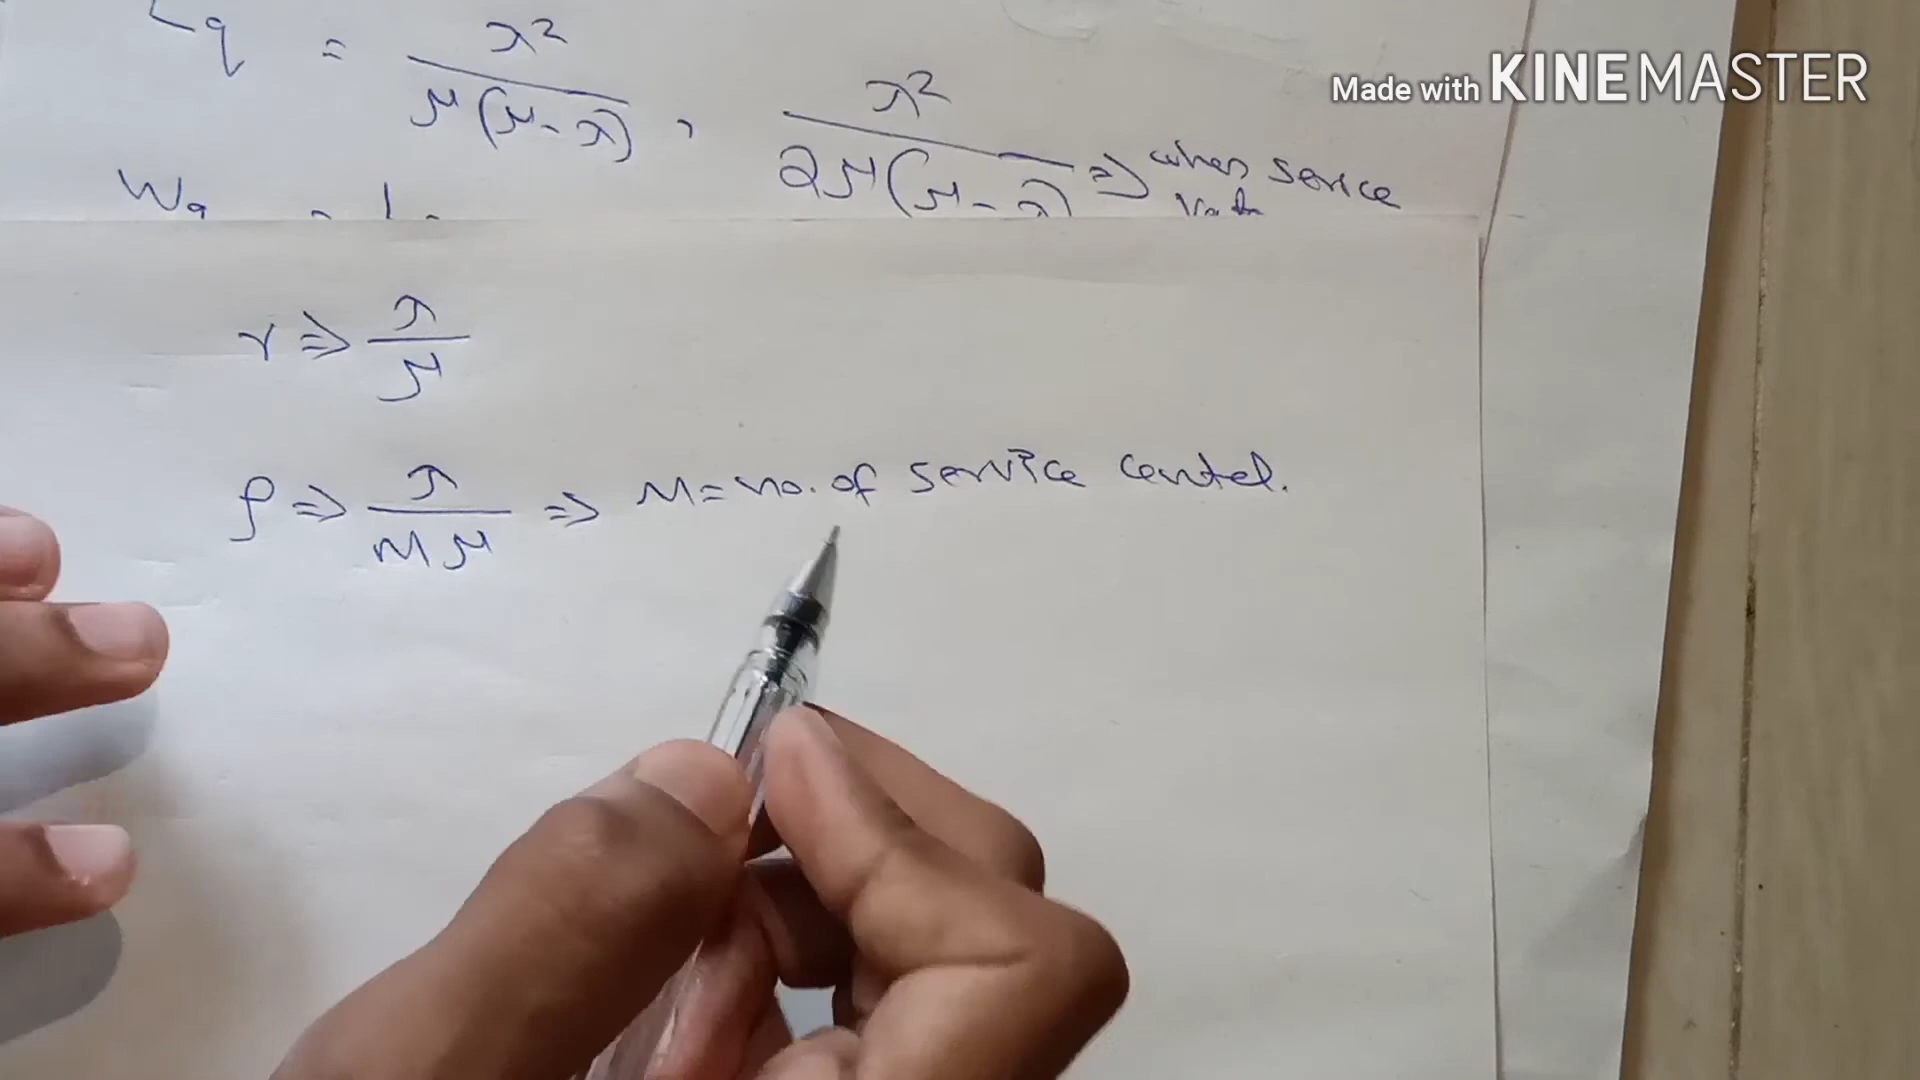 Made with KINEMASTER
Lq = λ² / μ(μ-λ) , λ² / 2μ(μ-λ) ⇒ when service
Wq = L
r ⇒ λ / μ
ρ ⇒ λ / Mμ ⇒ M = no. of service center.